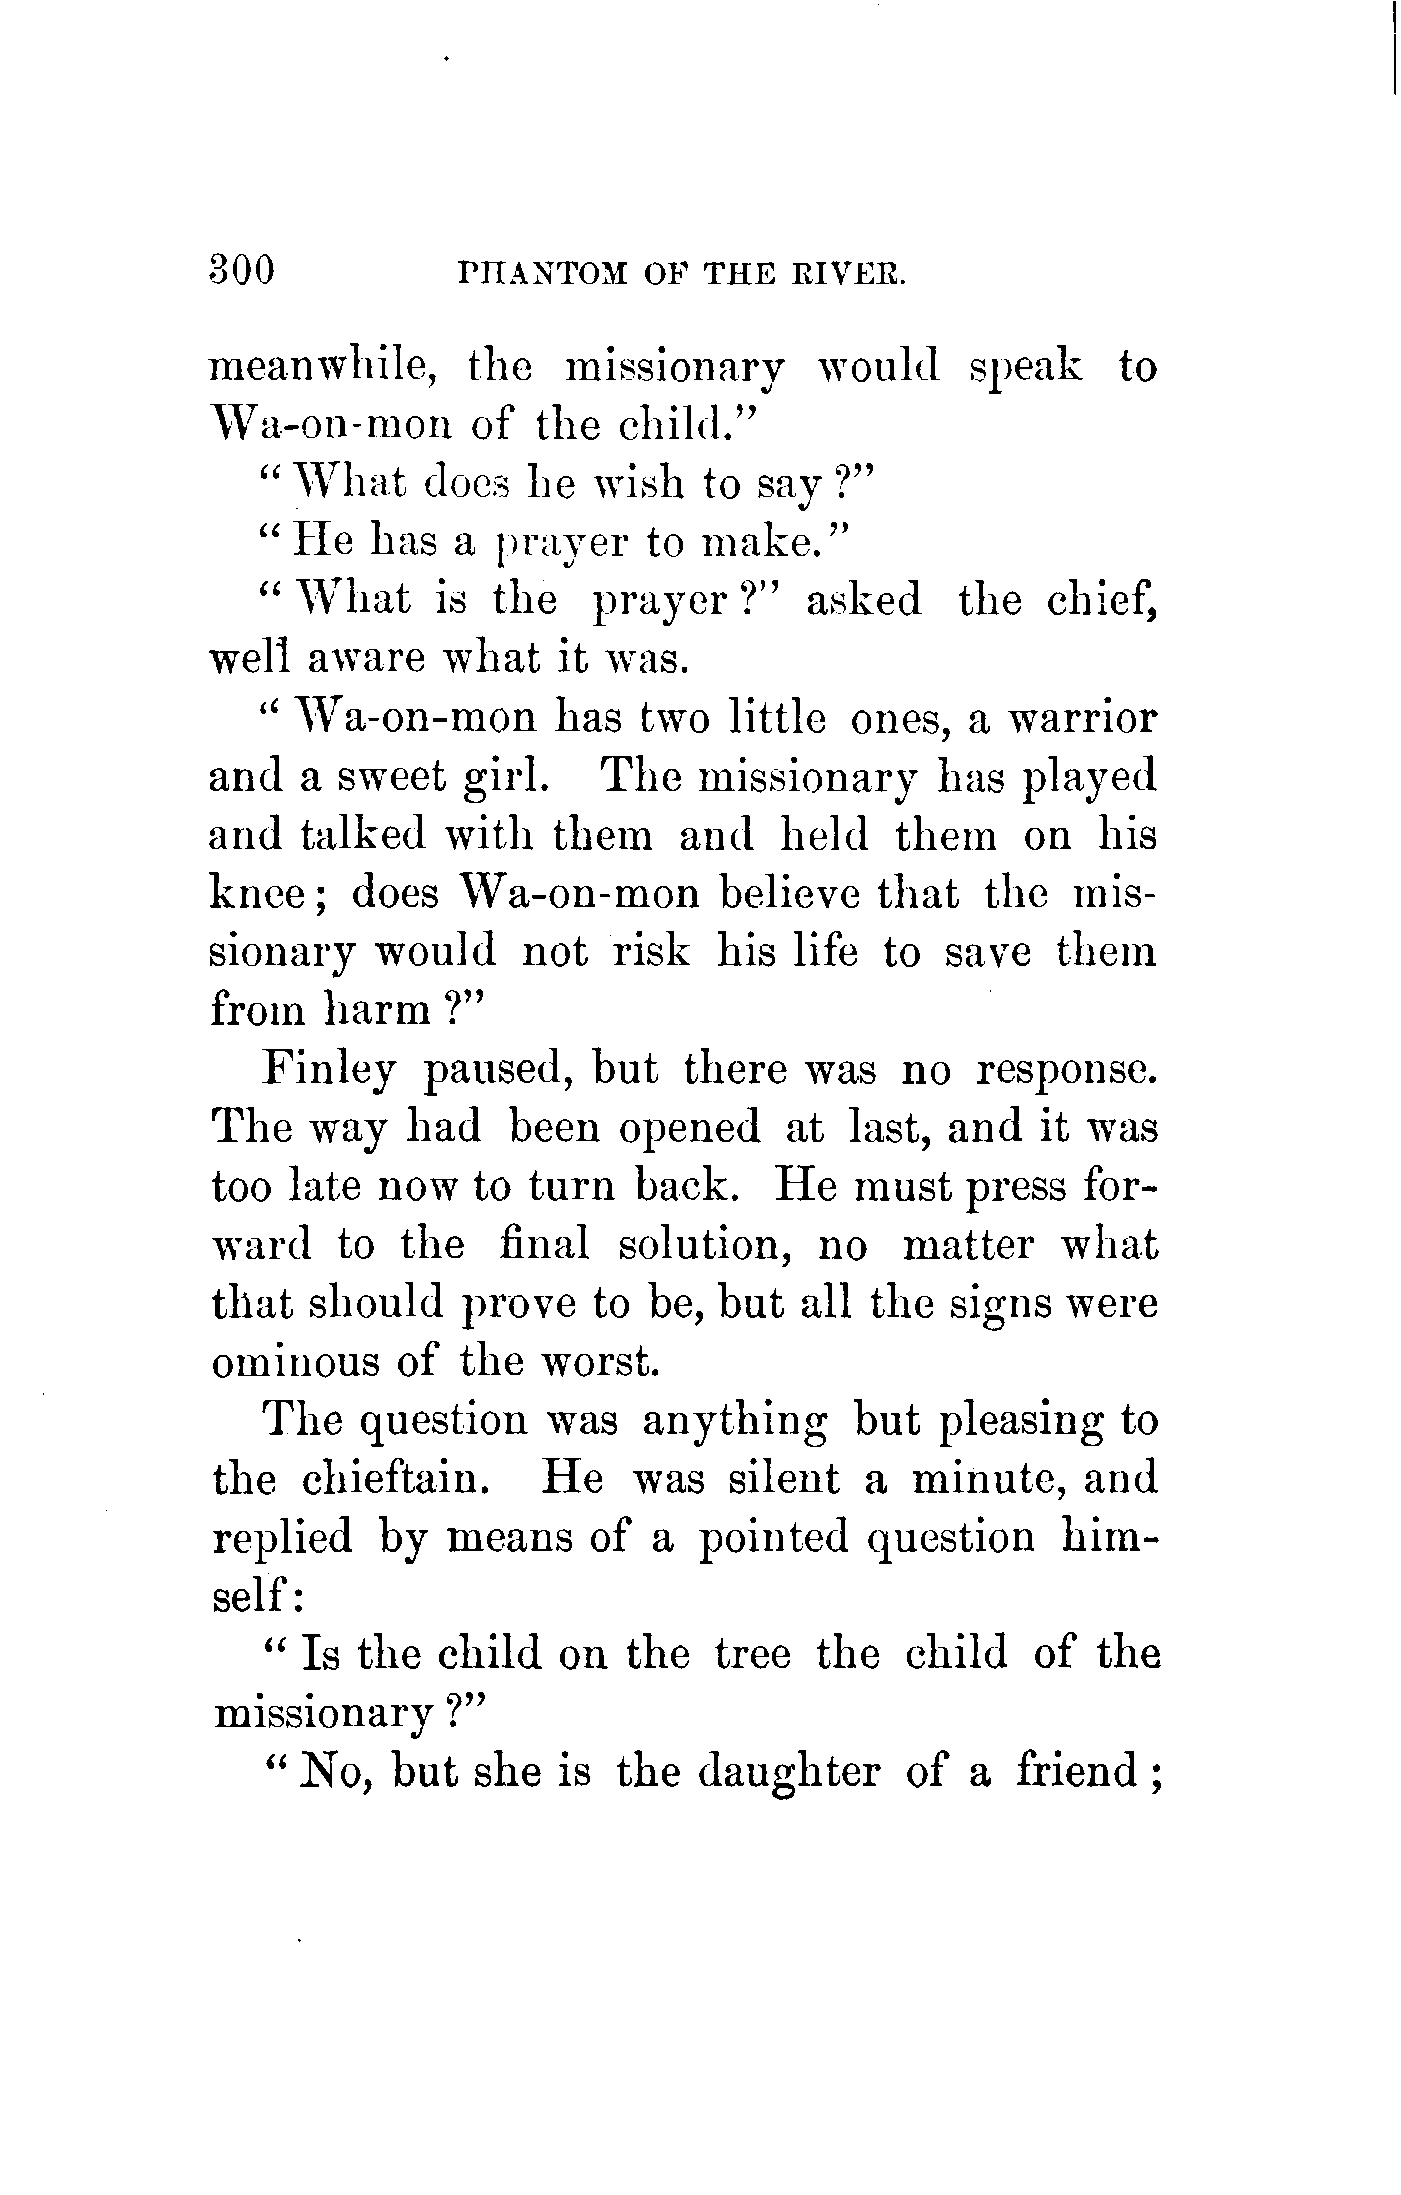 300 PHANTOM OF THE RIVER.
meanwhile, the missionary would speak to
Wa-on-mon of the child."
"What does he wish to say?"
"He has a prayer to make."
"What is the prayer?" asked the chief,
well aware what it was.
"Wa-on-mon has two little ones, a warrior
and a sweet girl. The missionary has played
and talked with them and held them on his
knee; does Wa-on-mon believe that the mis-
sionary would not risk his life to save them
from harm?"
Finley paused, but there was no response.
The way had been opened at last, and it was
too late now to turn back. He must press for-
ward to the final solution, no matter what
that should prove to be, but all the signs were
ominous of the worst.
The question was anything but pleasing to
the chieftain. He was silent a minute, and
replied by means of a pointed question him-
self:
"Is the child on the tree the child of the
missionary?"
"No, but she is the daughter of a friend;